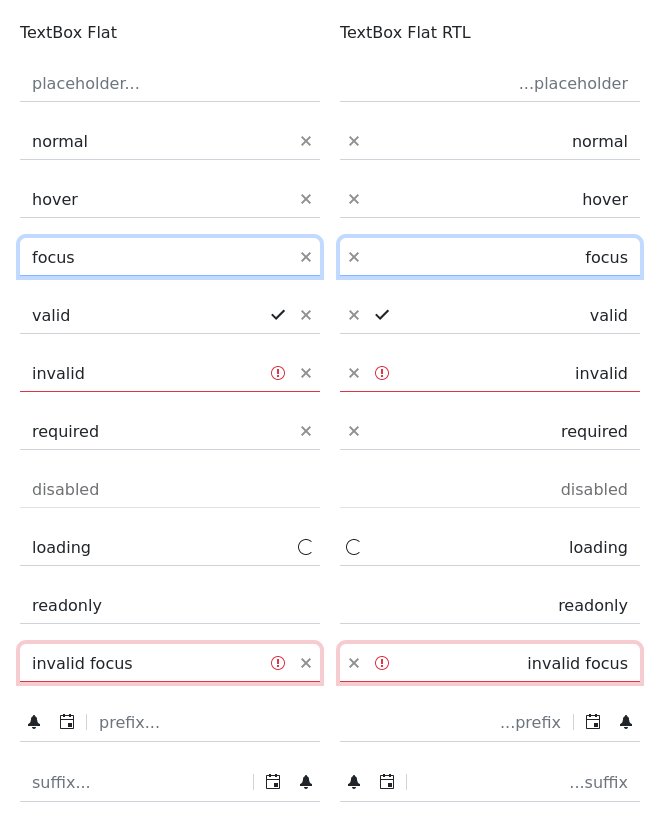 TextBox Flat
placeholder...
normal
hover
focus
valid
invalid
required
disabled
loading
readonly
invalid focus
prefix...
suffix...
TextBox Flat RTL
...placeholder
normal
hover
focus
valid
invalid
required
disabled
loading
readonly
invalid focus
...prefix
...suffix